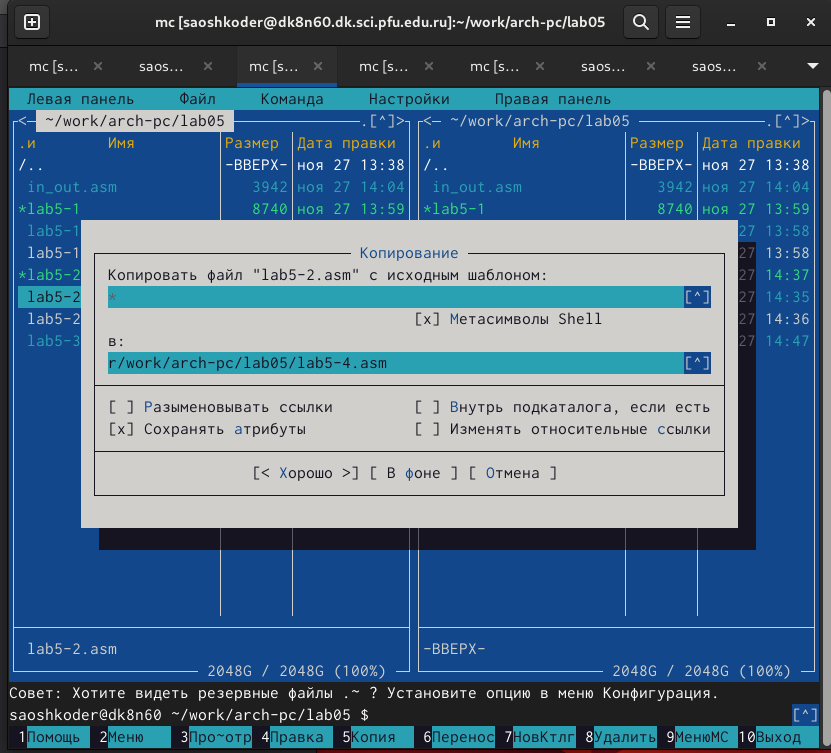 mc [saoshkoder@dk8n60.dk.sci.pfu.edu.ru]:~/work/arch-pc/lab05
mc [s... × saos... × mc [s... × mc [s... × mc [s... × saos... × saos... ×
Левая панель Файл Команда Настройки Правая панель
<─ ~/work/arch-pc/lab05 .[^]> <─ ~/work/arch-pc/lab05 .[^]>
.и Имя Размер Дата правки .и Имя Размер Дата правки
/.. -ВВЕРХ- ноя 27 13:38 /.. -ВВЕРХ- ноя 27 13:38
in_out.asm 3942 ноя 27 14:04 in_out.asm 3942 ноя 27 14:04
*lab5-1 8740 ноя 27 13:59 *lab5-1 8740 ноя 27 13:59
lab5-1 27 13:58
lab5-1 Копирование 27 13:58
*lab5-2 Копировать файл "lab5-2.asm" с исходным шаблоном: 27 14:37
lab5-2 * [^] 27 14:35
lab5-2 [x] Метасимволы Shell 27 14:36
lab5-3 в: 27 14:47
r/work/arch-pc/lab05/lab5-4.asm [^]
[ ] Разыменовывать ссылки [ ] Внутрь подкаталога, если есть
[x] Сохранять атрибуты [ ] Изменять относительные ссылки
[< Хорошо >] [ В фоне ] [ Отмена ]
lab5-2.asm -ВВЕРХ-
2048G / 2048G (100%) 2048G / 2048G (100%)
Совет: Хотите видеть резервные файлы .~ ? Установите опцию в меню Конфигурация.
saoshkoder@dk8n60 ~/work/arch-pc/lab05 $ [^]
1Помощь 2Меню 3Про~отр 4Правка 5Копия 6Перенос 7НовКтлг 8Удалить 9МенюМС 10Выход